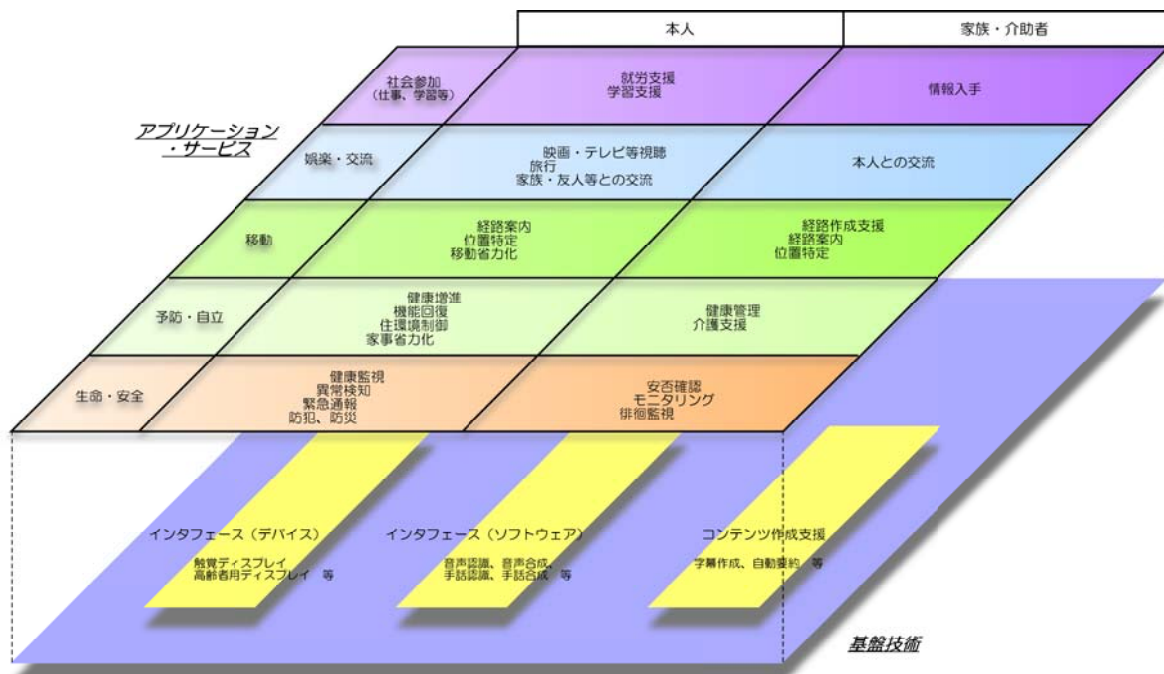 本人
家族・介助者
社会参加
（仕事、学習等）
就労支援
学習支援
情報入手
アプリケーション
・サービス
娯楽・交流
映画・テレビ等視聴
旅行
家族・友人等との交流
本人との交流
移動
経路案内
位置特定
移動省力化
経路作成支援
経路案内
位置特定
予防・自立
健康増進
機能回復
住環境制御
家事省力化
健康管理
介護支援
生命・安全
健康監視
異常検知
緊急通報
防犯、防災
安否確認
モニタリング
徘徊監視
インタフェース（デバイス）
触覚ディスプレイ
高齢者用ディスプレイ　等
インタフェース（ソフトウェア）
音声認識、音声合成、
手話認識、手話合成　等
コンテンツ作成支援
字幕作成、自動要約　等
基盤技術